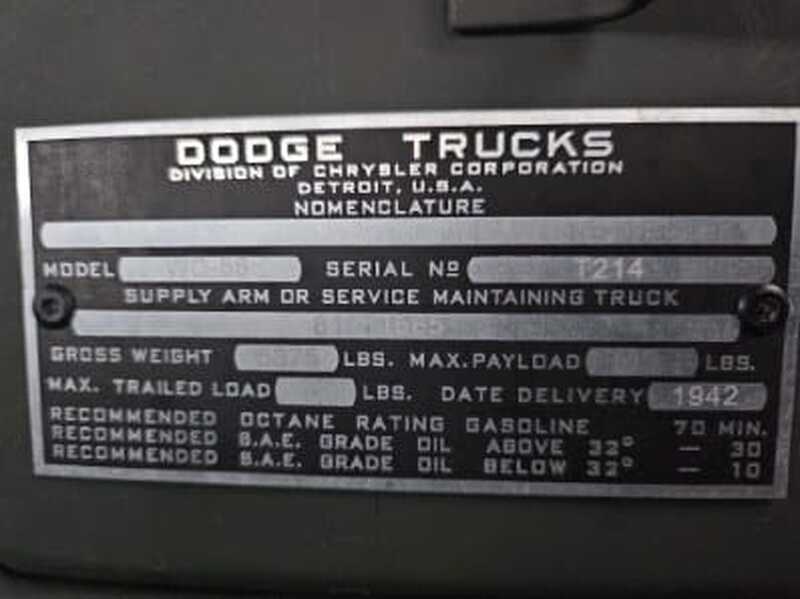 DODGE TRUCKS
DIVISION OF CHRYSLER CORPORATION
DETROIT, U.S.A.
NOMENCLATURE
MODEL SERIAL Nº T214
SUPPLY ARM OR SERVICE MAINTAINING TRUCK
GROSS WEIGHT LBS. MAX. PAYLOAD LBS.
MAX. TRAILED LOAD LBS. DATE DELIVERY 1942
RECOMMENDED OCTANE RATING GASOLINE 70 MIN.
RECOMMENDED S.A.E. GRADE OIL ABOVE 32° — 30
RECOMMENDED S.A.E. GRADE OIL BELOW 32° — 10